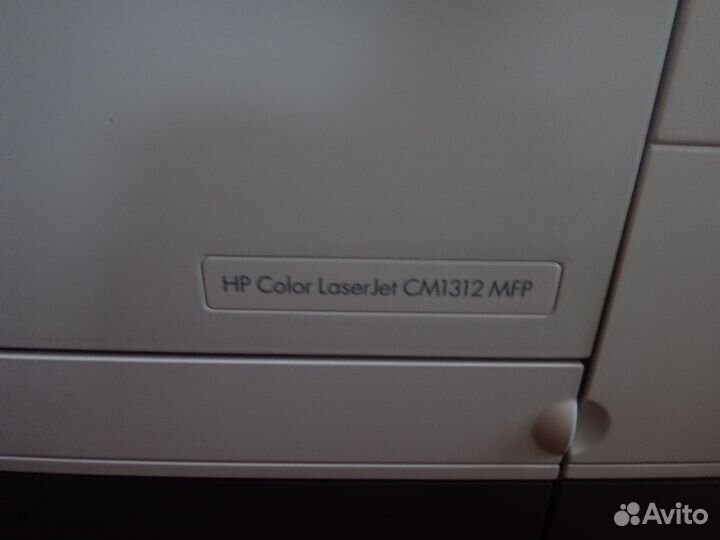 HP Color LaserJet CM1312 MFP
Avito